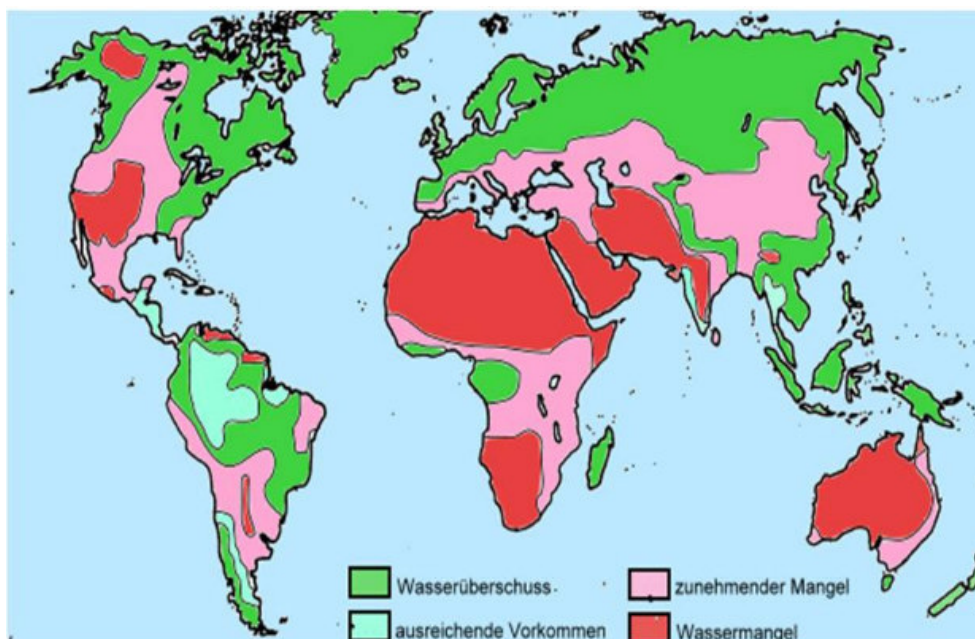 Wasserüberschuss
zunehmender Mangel
ausreichende Vorkommen
Wassermangel